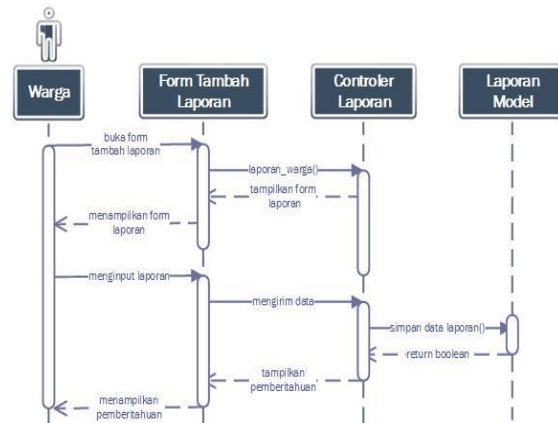 Warga
Form Tambah
Laporan
Controler
Laporan
Laporan
Model
buka form
tambah laporan
laporan_warga()
tampilkan form
laporan
menampilkan form
laporan
menginput laporan
mengirim data
simpan data laporan()
return boolean
tampilkan
pemberitahuan
menampilkan
pemberitahuan